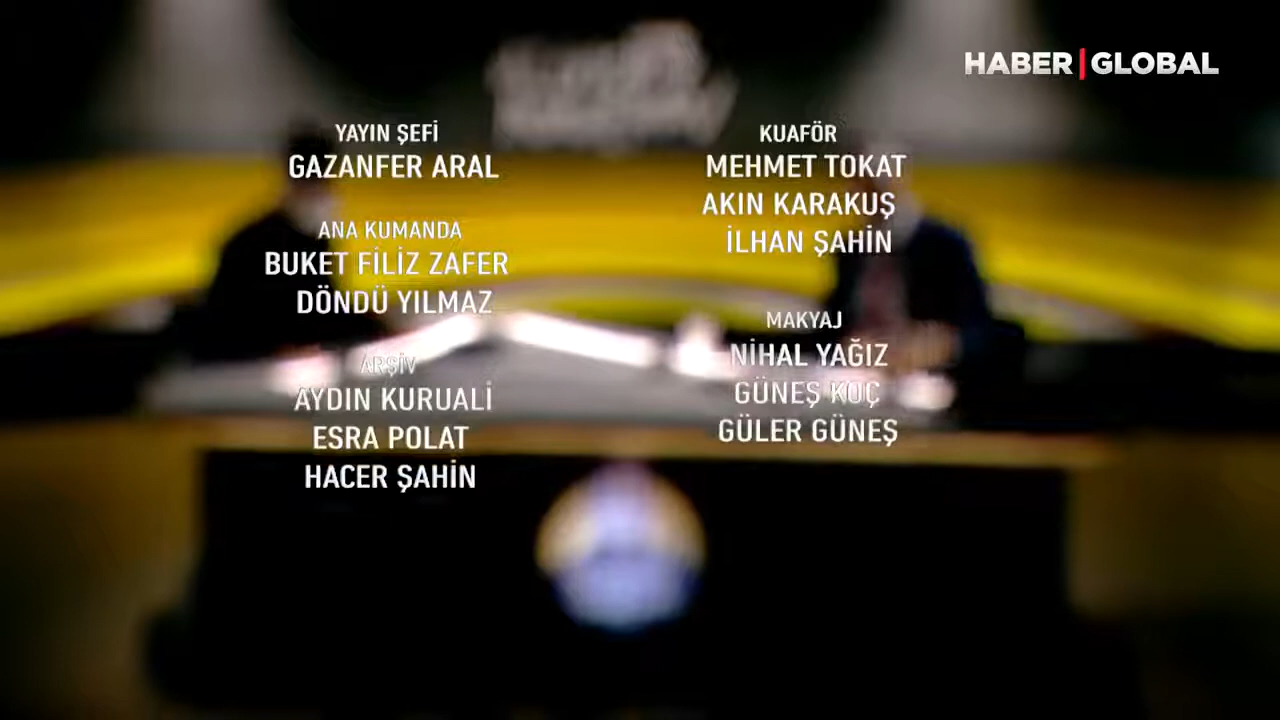 HABER GLOBAL
YAYIN ŞEFİ
GAZANFER ARAL
ANA KUMANDA
BUKET FİLİZ ZAFER
DÖNDÜ YILMAZ
ARŞİV
AYDIN KURUALİ
ESRA POLAT
HACER ŞAHİN
KUAFÖR
MEHMET TOKAT
AKIN KARAKUŞ
İLHAN ŞAHİN
MAKYAJ
NİHAL YAĞIZ
GÜNEŞ KOÇ
GÜLER GÜNEŞ